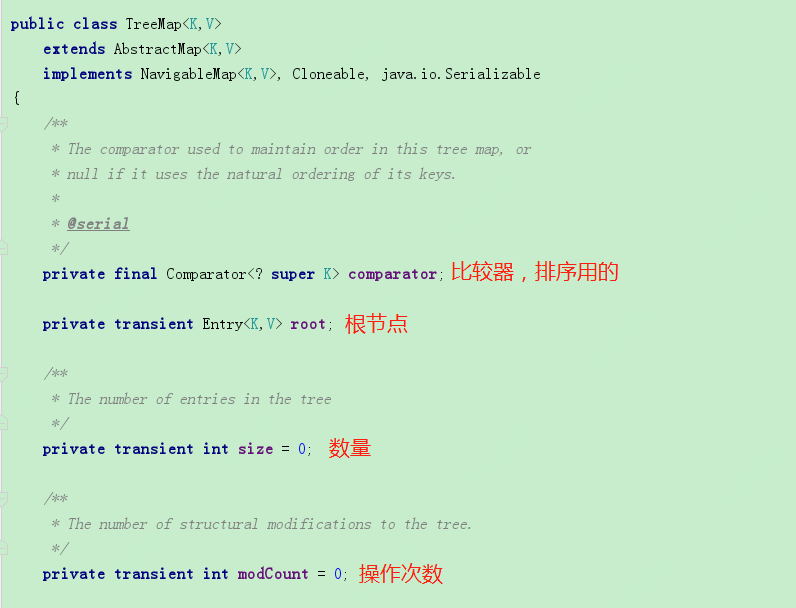 public class TreeMap<K,V>
extends AbstractMap<K,V>
implements NavigableMap<K,V>, Cloneable, java.io.Serializable
{
/**
* The comparator used to maintain order in this tree map, or
* null if it uses the natural ordering of its keys.
*
* @serial
*/
private final Comparator<? super K> comparator; 比较器，排序用的
private transient Entry<K,V> root; 根节点
/**
* The number of entries in the tree
*/
private transient int size = 0; 数量
/**
* The number of structural modifications to the tree.
*/
private transient int modCount = 0; 操作次数